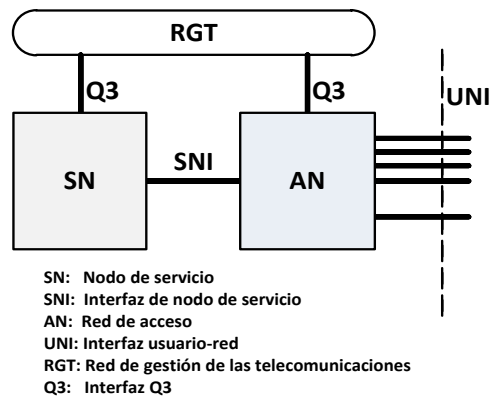 RGT
Q3
Q3
UNI
SN
SNI
AN
SN: Nodo de servicio
SNI: Interfaz de nodo de servicio
AN: Red de acceso
UNI: Interfaz usuario-red
RGT: Red de gestión de las telecomunicaciones
Q3: Interfaz Q3